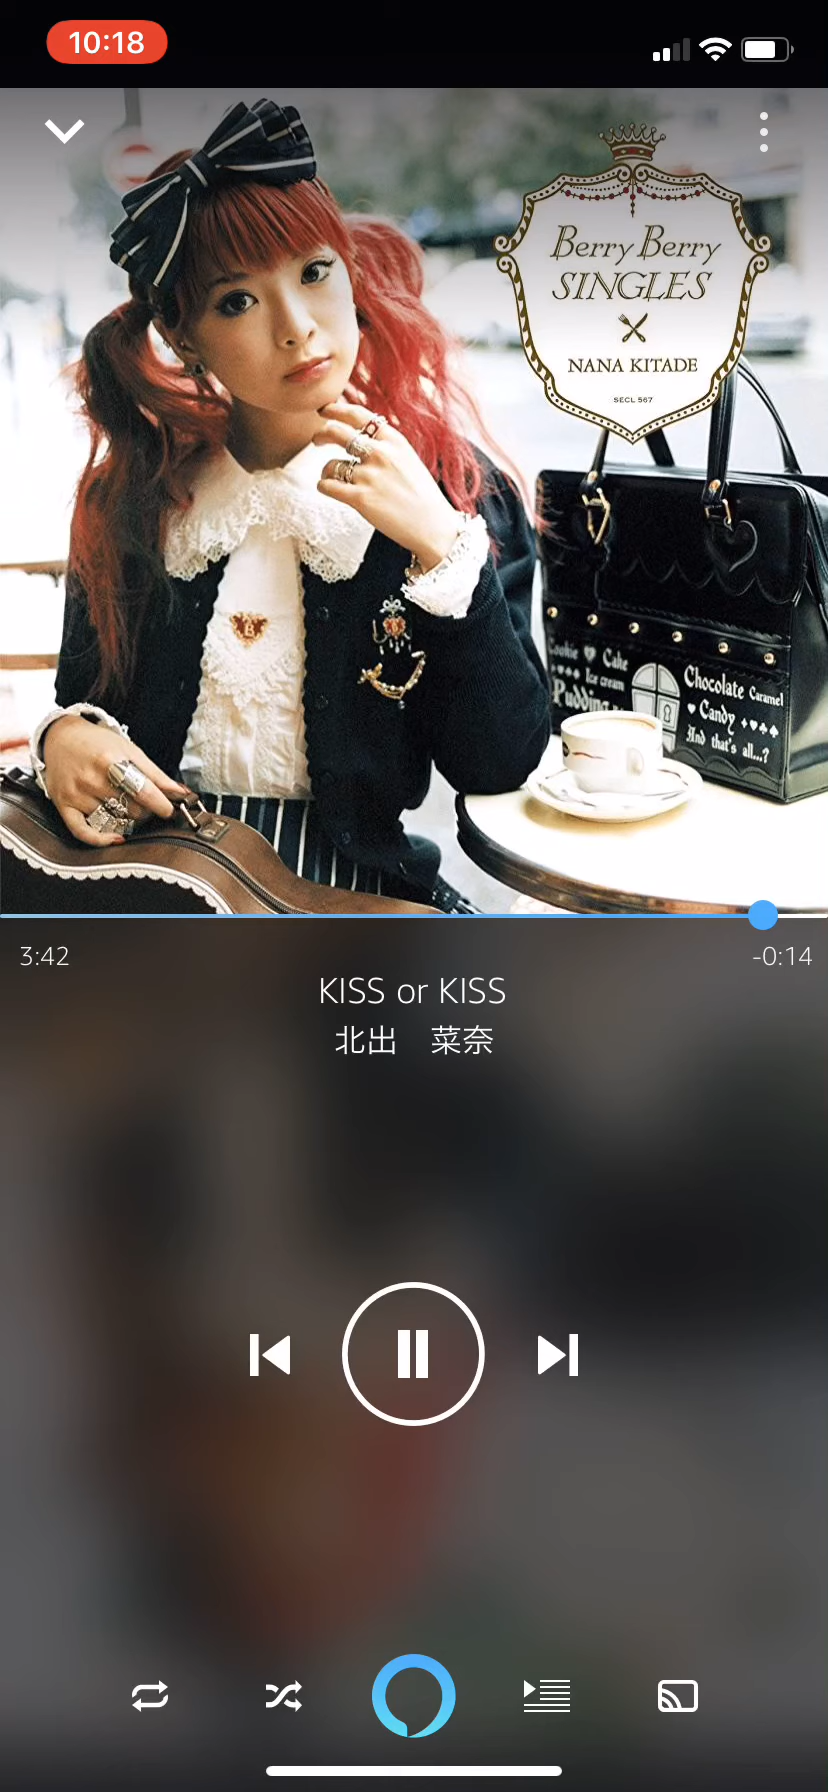 10:18
Berry Berry
SINGLES
NANA KITADE
SECL 567
Cookie ♥ Cake
Ice cream
Pudding
Chocolate Caramel
♥ Candy ♦♥♣♠
And that's all...?
3:42
-0:14
KISS or KISS
北出　菜奈